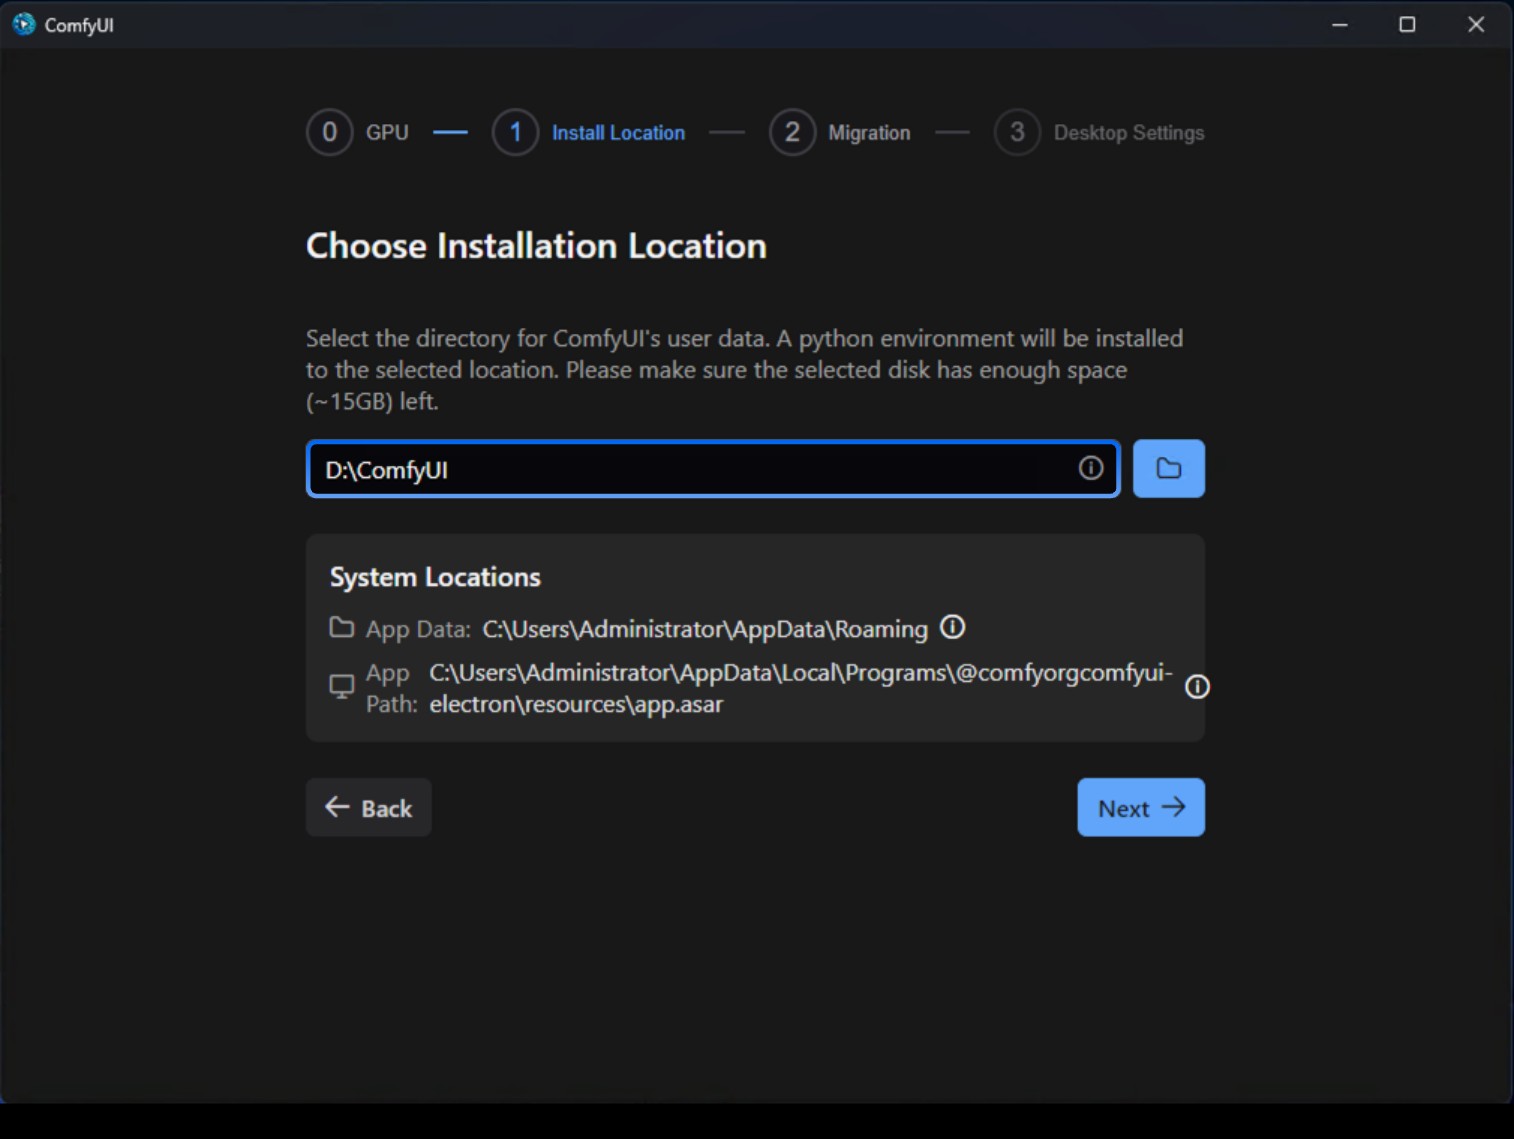 ComfyUI
0 GPU 1 Install Location 2 Migration 3 Desktop Settings
Choose Installation Location
Select the directory for ComfyUI's user data. A python environment will be installed
to the selected location. Please make sure the selected disk has enough space
(~15GB) left.
D:\ComfyUI
System Locations
App Data: C:\Users\Administrator\AppData\Roaming
App Path: C:\Users\Administrator\AppData\Local\Programs\@comfyorgcomfyui-
electron\resources\app.asar
Back
Next